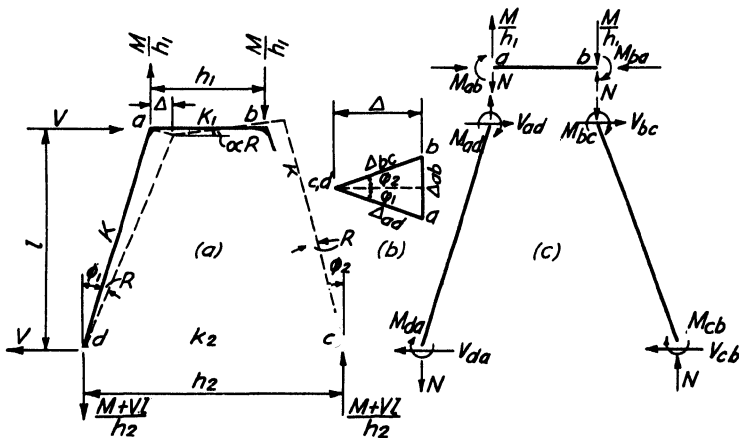 M/h₁ M/h₁
h₁
V Δ
a k₁ b
αR
l K K
(a)
ϕ₁ R R ϕ₂
V d k₂ c
h₂
M+Vl/h₂ M+Vl/h₂
Δ
b
Δbc
c,d ϕ₂ Δab
ϕ₁
Δad a
(b)
M/h₁ M/h₁
a b Mba
Mab N N
Mad Vad Mbc Vbc
(c)
Mda Mcb
Vda Vcb
N N